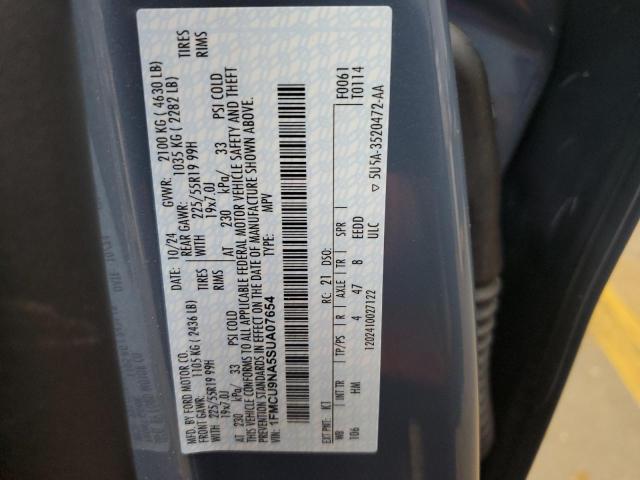 MFD. BY FORD MOTOR CO.
10/24
GVWR: 2100 KG ( 4630 LB)
FRONT GAWR: 1105 KG ( 2436 LB)
REAR GAWR: 1035 KG ( 2282 LB)
WITH 225/55R19 99H TIRES
WITH 225/55R19 99H TIRES
19x7.0J RIMS
19x7.0J RIMS
AT 230 kPa/ 33 PSI COLD
AT 230 kPa/ 33 PSI COLD
THIS VEHICLE CONFORMS TO ALL APPLICABLE FEDERAL MOTOR VEHICLE SAFETY AND THEFT
PREVENTION STANDARDS IN EFFECT ON THE DATE OF MANUFACTURE SHOWN ABOVE.
VIN: 1FMCU9NA5SUA07654
TYPE: MPV
F0061
T0114
EXT PNT: K1 RC: 21 DSO:
WB INT TR TP/PS R AXLE TR SPR
106 HM 4 47 8 EEDD
ULC
1202410027122
▽ 5U5A-3520472-AA